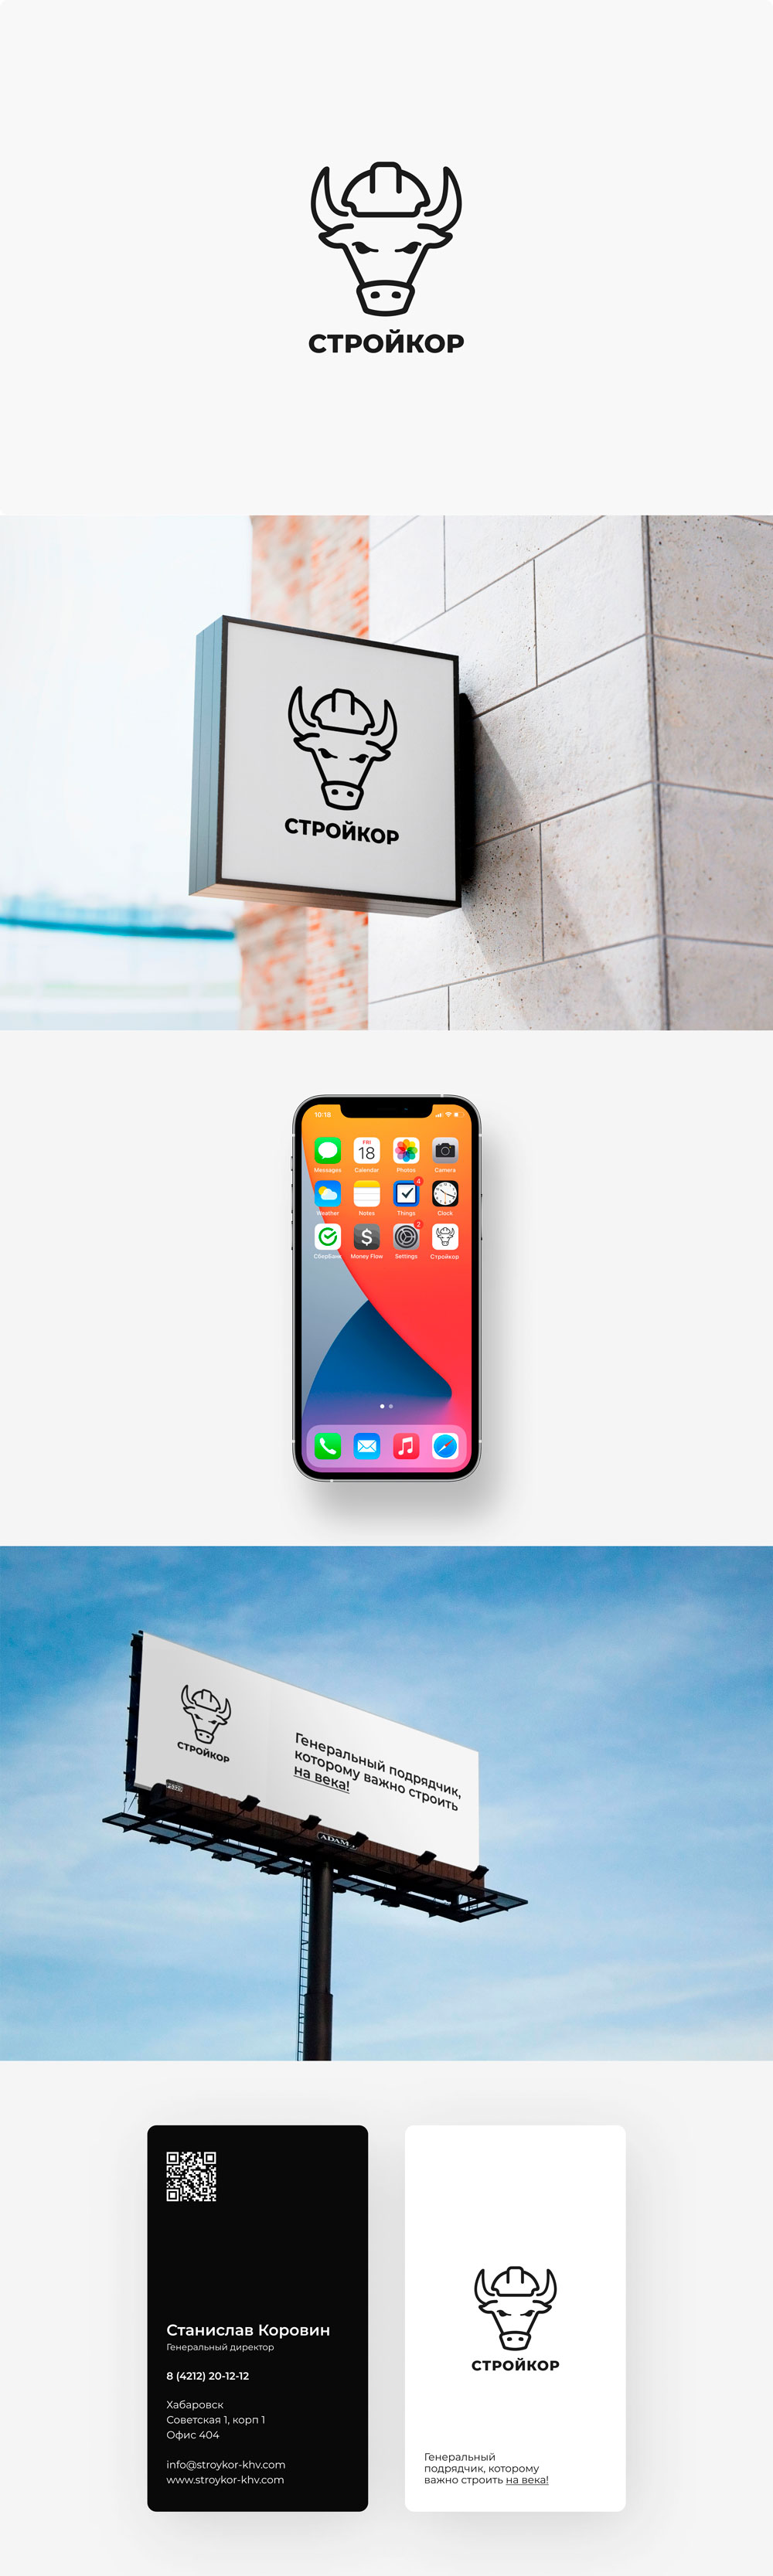 СТРОЙКОР
СТРОЙКОР
10:18
FRI
18
Messages
Calendar
Photos
Camera
4
Weather
Notes
Things
Clock
2
$
СберБанк
Money Flow
Settings
Стройкор
СТРОЙКОР
Генеральный подрядчик,
которому важно строить
на века!
ADAMS
Станислав Коровин
Генеральный директор
8 (4212) 20-12-12
Хабаровск
Советская 1, корп 1
Офис 404
info@stroykor-khv.com
www.stroykor-khv.com
СТРОЙКОР
Генеральный
подрядчик, которому
важно строить на века!